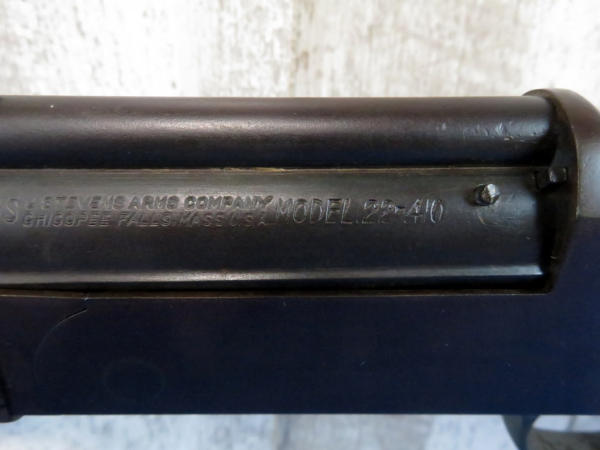 S J STEVENS ARMS COMPANY
CHICOPEE FALLS, MASS. U.S.A. MODEL 22-410